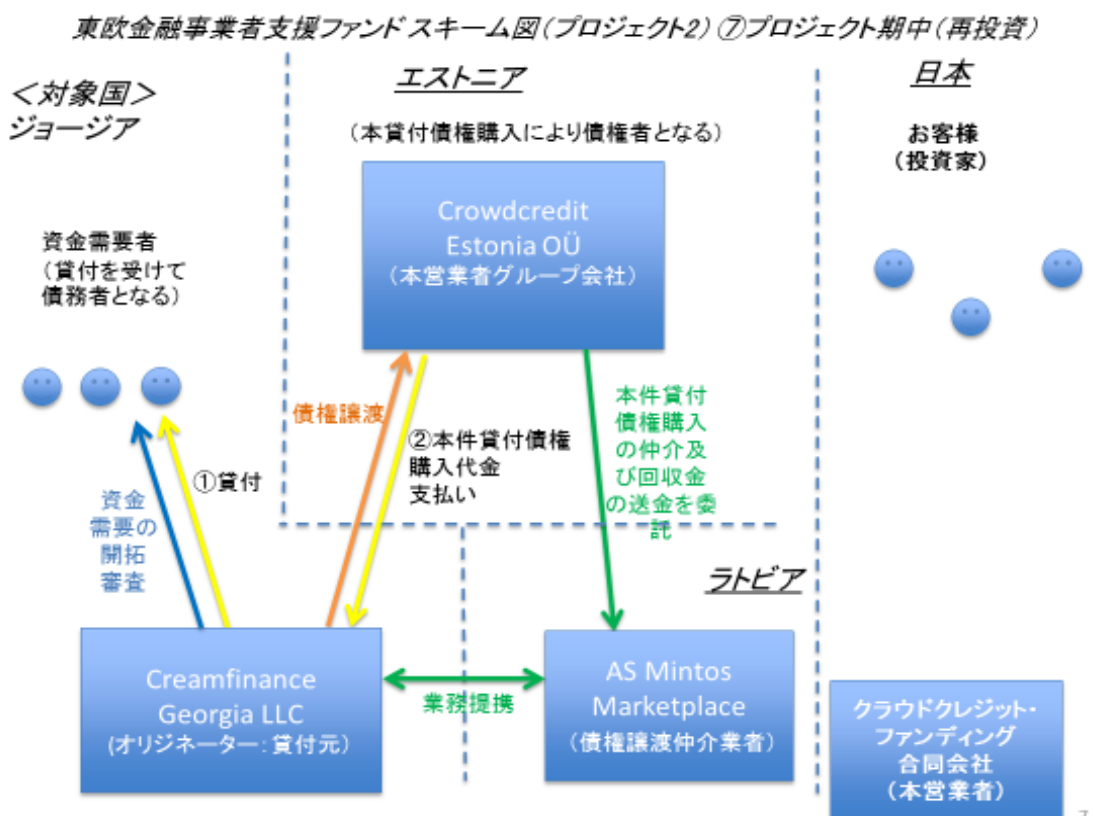 東欧金融事業者支援ファンド スキーム図(プロジェクト2) ⑦プロジェクト期中(再投資)
<対象国>
ジョージア
エストニア
日本
(本貸付債権購入により債権者となる)
お客様
(投資家)
Crowdcredit
Estonia OÜ
(本営業者グループ会社)
資金需要者
(貸付を受けて
債務者となる)
債権譲渡
②本件貸付債権
購入代金
支払い
本件貸付
債権購入
の仲介及
び回収金
の送金を委
託
①貸付
資金
需要の
開拓
審査
ラトビア
Creamfinance
Georgia LLC
(オリジネーター:貸付元)
業務提携
AS Mintos
Marketplace
(債権譲渡仲介業者)
クラウドクレジット・
ファンディング
合同会社
(本営業者)